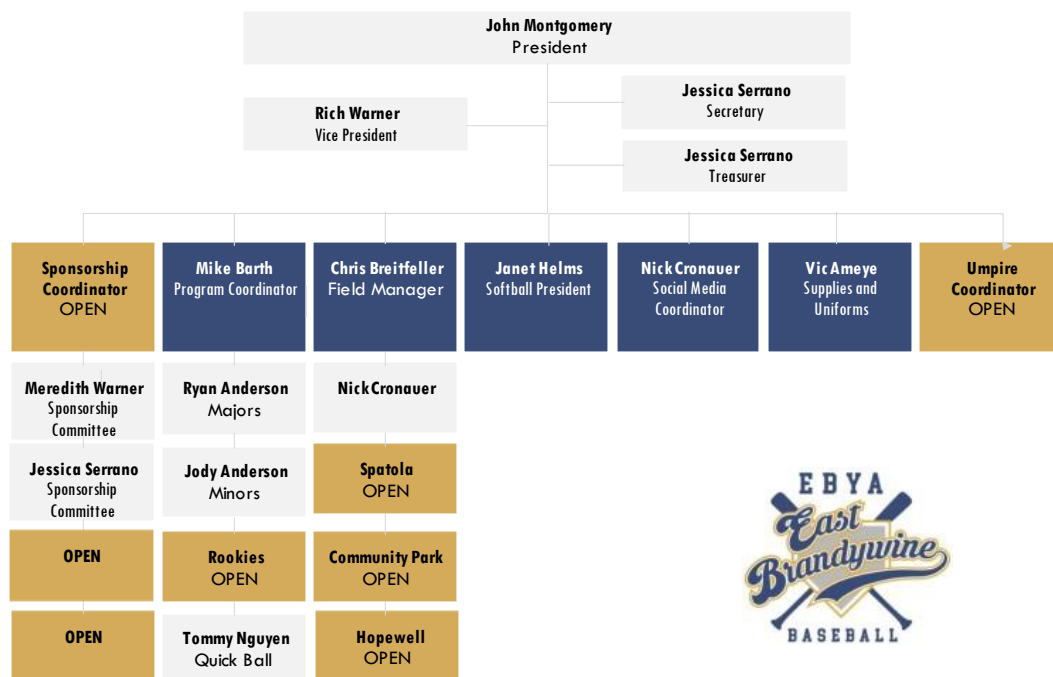 John Montgomery
President
Rich Warner
Vice President
Jessica Serrano
Secretary
Jessica Serrano
Treasurer
Sponsorship
Coordinator
OPEN
Mike Barth
Program Coordinator
Chris Breitfeller
Field Manager
Janet Helms
Softball President
Nick Cronauer
Social Media
Coordinator
Vic Ameye
Supplies and
Uniforms
Umpire
Coordinator
OPEN
Meredith Warner
Sponsorship
Committee
Ryan Anderson
Majors
Nick Cronauer
Jessica Serrano
Sponsorship
Committee
Jody Anderson
Minors
Spatola
OPEN
OPEN
Rookies
OPEN
Community Park
OPEN
OPEN
Tommy Nguyen
Quick Ball
Hopewell
OPEN
EBYA
East
Brandywine
BASEBALL